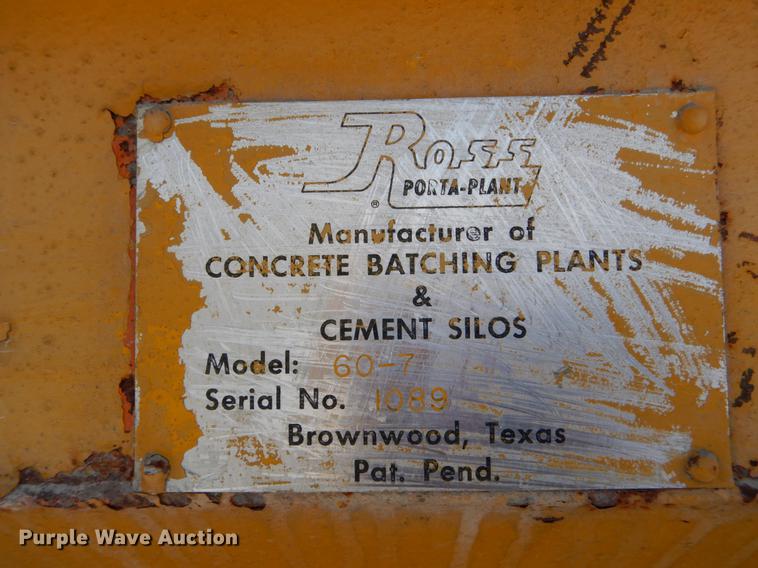 Ross
PORTA-PLANT
®
Manufacturer of
CONCRETE BATCHING PLANTS
&
CEMENT SILOS
Model: 60-7
Serial No. 1089
Brownwood, Texas
Pat. Pend.
Purple Wave Auction